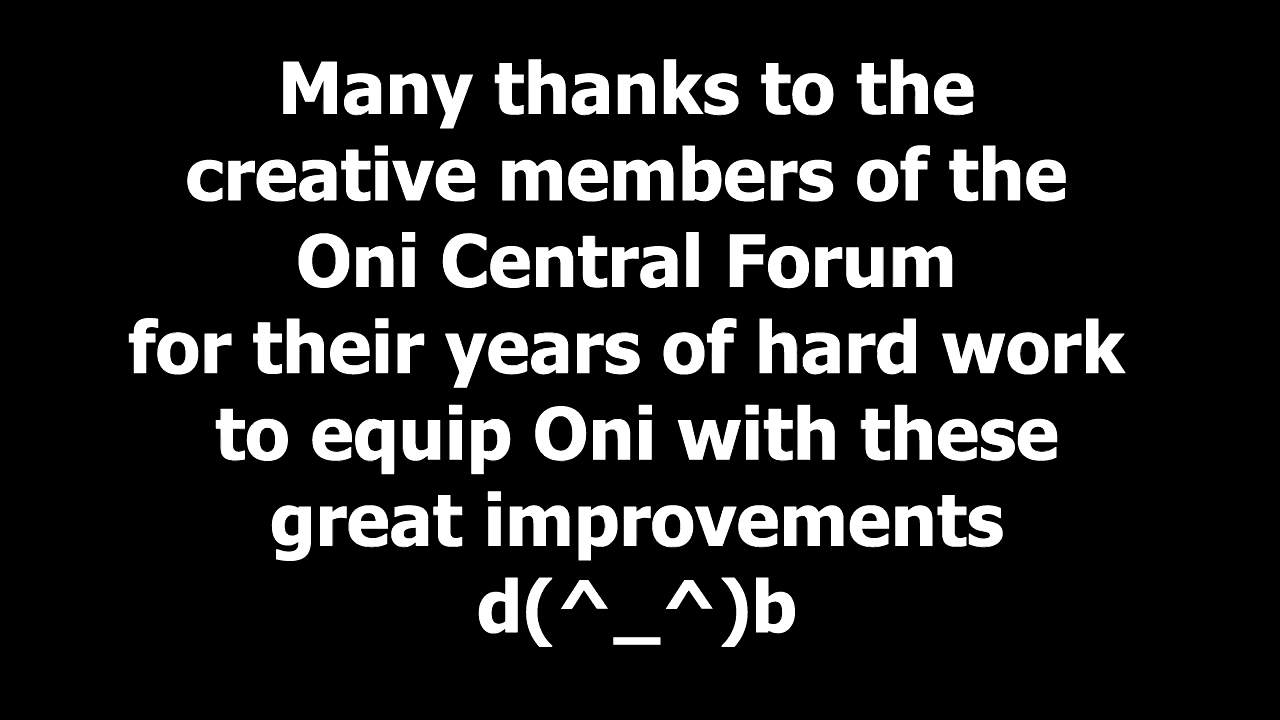 Many thanks to the
creative members of the
Oni Central Forum
for their years of hard work
to equip Oni with these
great improvements
d(^_^)b